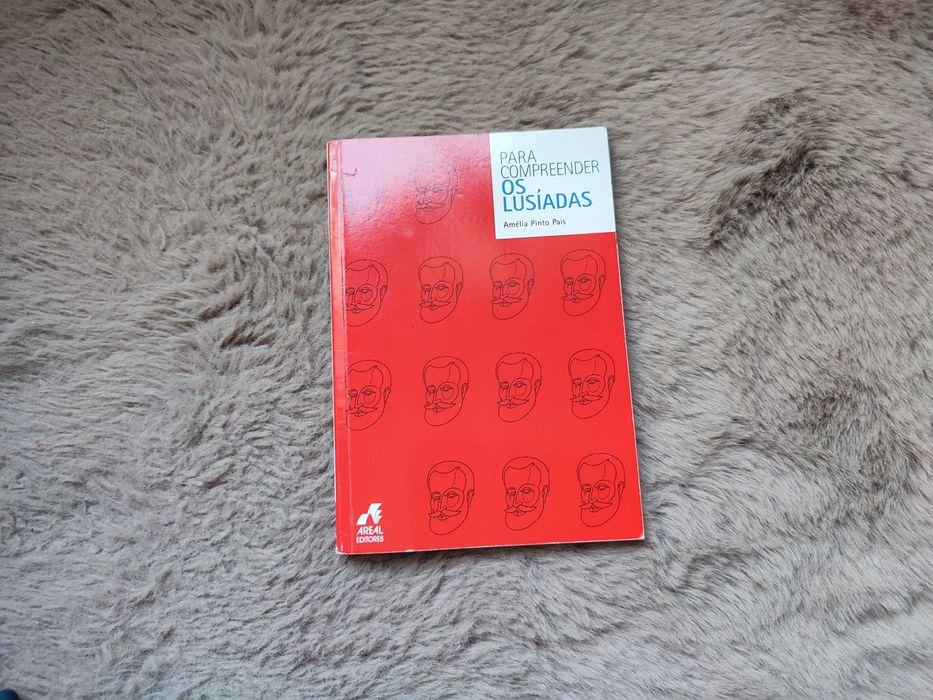 PARA
COMPREENDER
OS
LUSÍADAS
Amélia Pinto Pais
AREAL
EDITORES